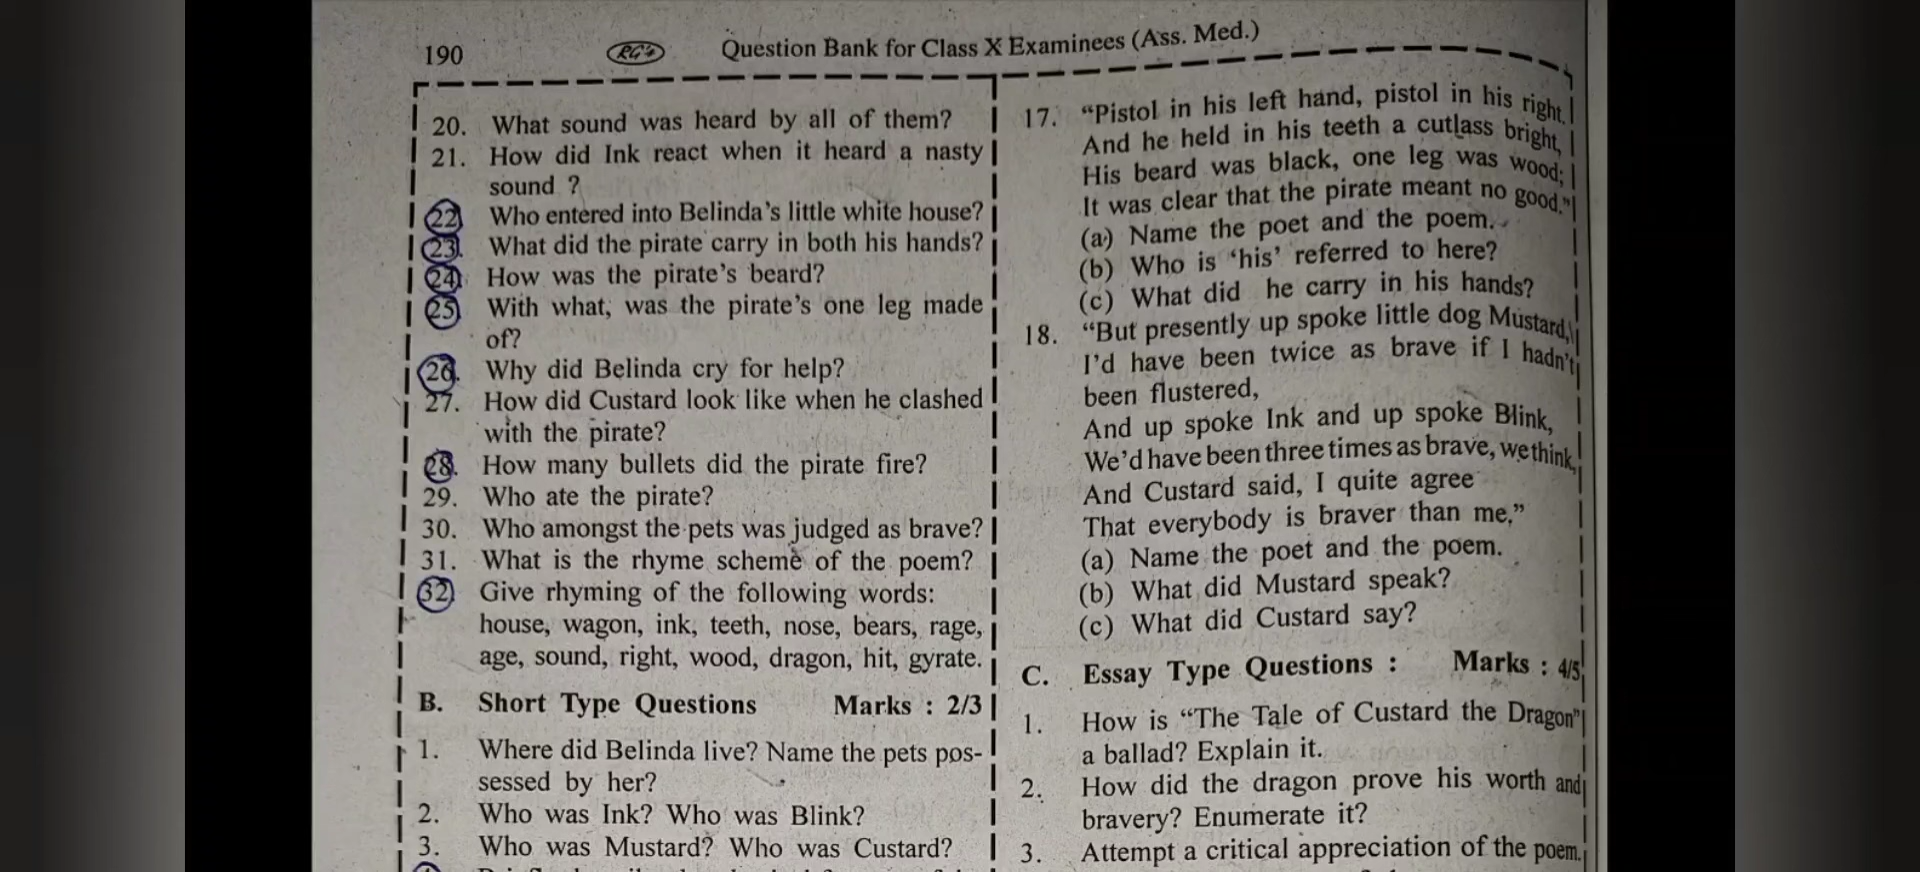 190 RG's Question Bank for Class X Examinees (Ass. Med.)
20. What sound was heard by all of them?
21. How did Ink react when it heard a nasty
sound ?
22. Who entered into Belinda's little white house?
23. What did the pirate carry in both his hands?
24. How was the pirate's beard?
25. With what, was the pirate's one leg made
of?
26. Why did Belinda cry for help?
27. How did Custard look like when he clashed
with the pirate?
28. How many bullets did the pirate fire?
29. Who ate the pirate?
30. Who amongst the pets was judged as brave?
31. What is the rhyme scheme of the poem?
32. Give rhyming of the following words:
house, wagon, ink, teeth, nose, bears, rage,
age, sound, right, wood, dragon, hit, gyrate.
B. Short Type Questions Marks : 2/3
1. Where did Belinda live? Name the pets pos-
sessed by her?
2. Who was Ink? Who was Blink?
3. Who was Mustard? Who was Custard?
17. "Pistol in his left hand, pistol in his right.
And he held in his teeth a cutlass bright,
His beard was black, one leg was wood;
It was clear that the pirate meant no good."
(a) Name the poet and the poem.
(b) Who is 'his' referred to here?
(c) What did he carry in his hands?
18. "But presently up spoke little dog Mustard,
I'd have been twice as brave if I hadn't
been flustered,
And up spoke Ink and up spoke Blink,
We'd have been three times as brave, we think,
And Custard said, I quite agree
That everybody is braver than me."
(a) Name the poet and the poem.
(b) What did Mustard speak?
(c) What did Custard say?
C. Essay Type Questions : Marks : 4/5
1. How is "The Tale of Custard the Dragon"
a ballad? Explain it.
2. How did the dragon prove his worth and
bravery? Enumerate it?
3. Attempt a critical appreciation of the poem.